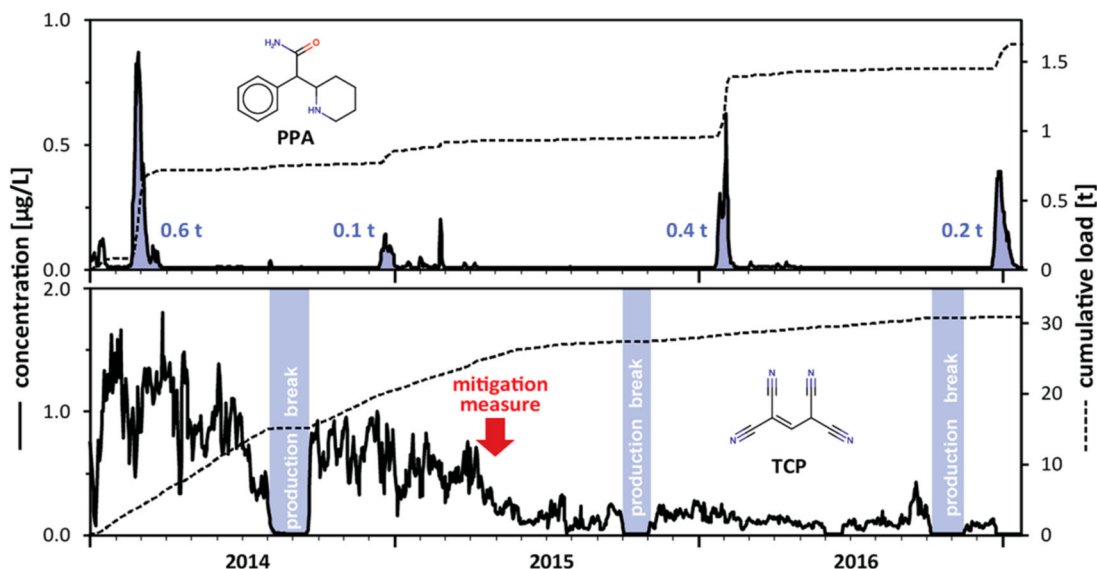 concentration [µg/L]
cumulative load [t]
1.0
0.5
0.0
1.5
1
0.5
0
H₂N
O
HN
PPA
0.6 t
0.1 t
0.4 t
0.2 t
2.0
1.0
0.0
30
20
10
0
production break
mitigation
measure
production break
N
N
N
N
TCP
production break
2014
2015
2016